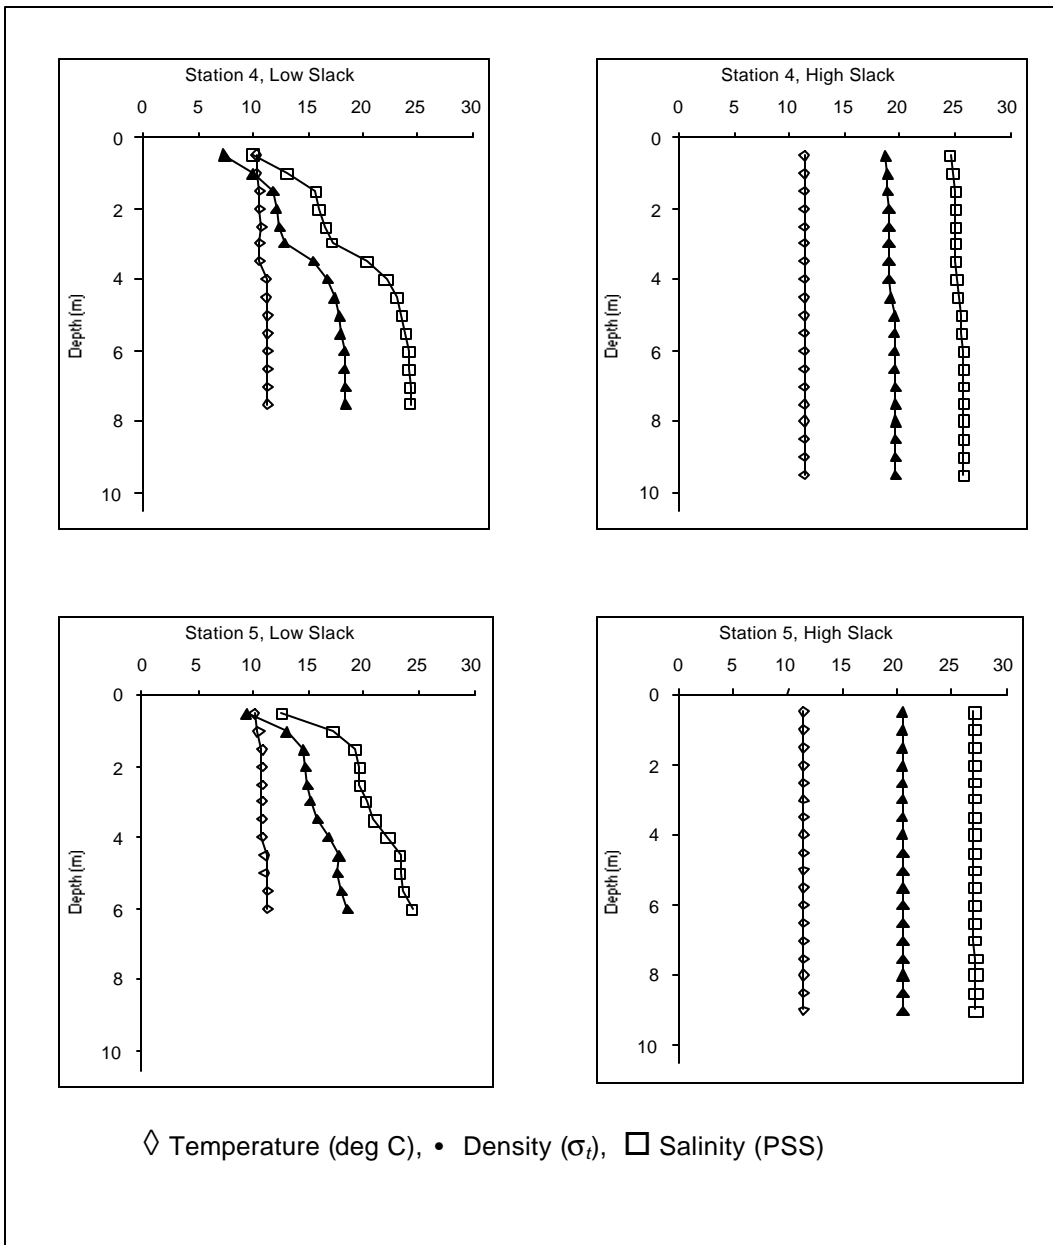 Station 4, Low Slack
0 5 10 15 20 25 30
0
2
4
6
8
10
Depth (m)
Station 4, High Slack
0 5 10 15 20 25 30
0
2
4
6
8
10
Depth (m)
Station 5, Low Slack
0 5 10 15 20 25 30
0
2
4
6
8
10
Depth (m)
Station 5, High Slack
0 5 10 15 20 25 30
0
2
4
6
8
10
Depth (m)
◊ Temperature (deg C), • Density (σt), □ Salinity (PSS)